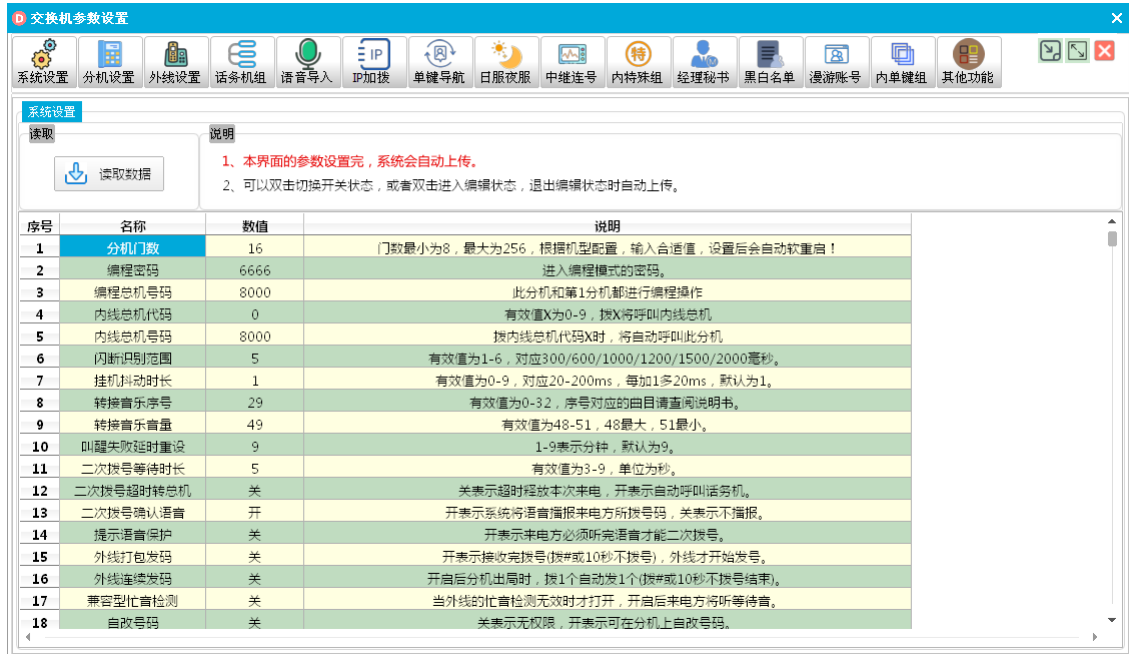 D 交换机参数设置
系统设置 分机设置 外线设置 话务机组 语音导入 IP加拨 单键导航 日服夜服 中继连号 内特殊组 经理秘书 黑白名单 漫游账号 内单键组 其他功能
IP
特
系统设置
读取
读取数据
说明
1、本界面的参数设置完，系统会自动上传。
2、可以双击切换开关状态，或者双击进入编辑状态，退出编辑状态时自动上传。
序号 名称 数值 说明
1 分机门数 16 门数最小为8，最大为256，根据机型配置，输入合适值，设置后会自动软重启！
2 编程密码 6666 进入编程模式的密码。
3 编程总机号码 8000 此分机和第1分机都进行编程操作
4 内线总机代码 0 有效值X为0-9，拨X将呼叫内线总机
5 内线总机号码 8000 拨内线总机代码X时，将自动呼叫此分机
6 闪断识别范围 5 有效值为1-6，对应300/600/1000/1200/1500/2000毫秒。
7 挂机抖动时长 1 有效值为0-9，对应20-200ms，每加1多20ms，默认为1。
8 转接音乐序号 29 有效值为0-32，序号对应的曲目请查阅说明书。
9 转接音乐音量 49 有效值为48-51，48最大，51最小。
10 叫醒失败延时重设 9 1-9表示分钟，默认为9。
11 二次拨号等待时长 5 有效值为3-9，单位为秒。
12 二次拨号超时转总机 关 关表示超时释放本次来电，开表示自动呼叫话务机。
13 二次拨号确认语音 开 开表示系统将语音播报来电方所拨号码，关表示不播报。
14 提示语音保护 关 开表示来电方必须听完语音才能二次拨号。
15 外线打包发码 关 开表示接收完拨号(拨#或10秒不拨号)，外线才开始发号。
16 外线连续发码 关 开启后分机出局时，拨1个自动发1个(拨#或10秒不拨号结束)。
17 兼容型忙音检测 关 当外线的忙音检测无效时才打开，开启后来电方将听等待音。
18 自改号码 关 关表示无权限，开表示可在分机上自改号码。